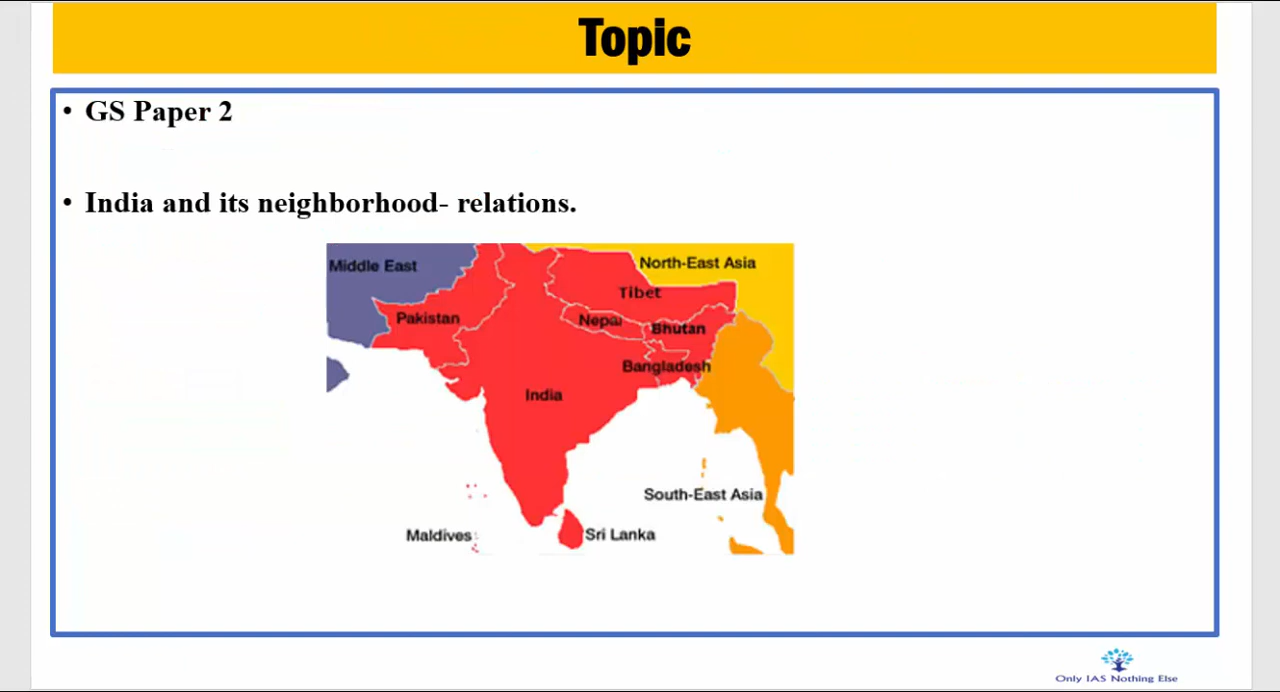 Topic
• GS Paper 2
• India and its neighborhood- relations.
Middle East
North-East Asia
Tibet
Pakistan
Nepal
Bhutan
Bangladesh
India
South-East Asia
Maldives
Sri Lanka
Only IAS Nothing Else